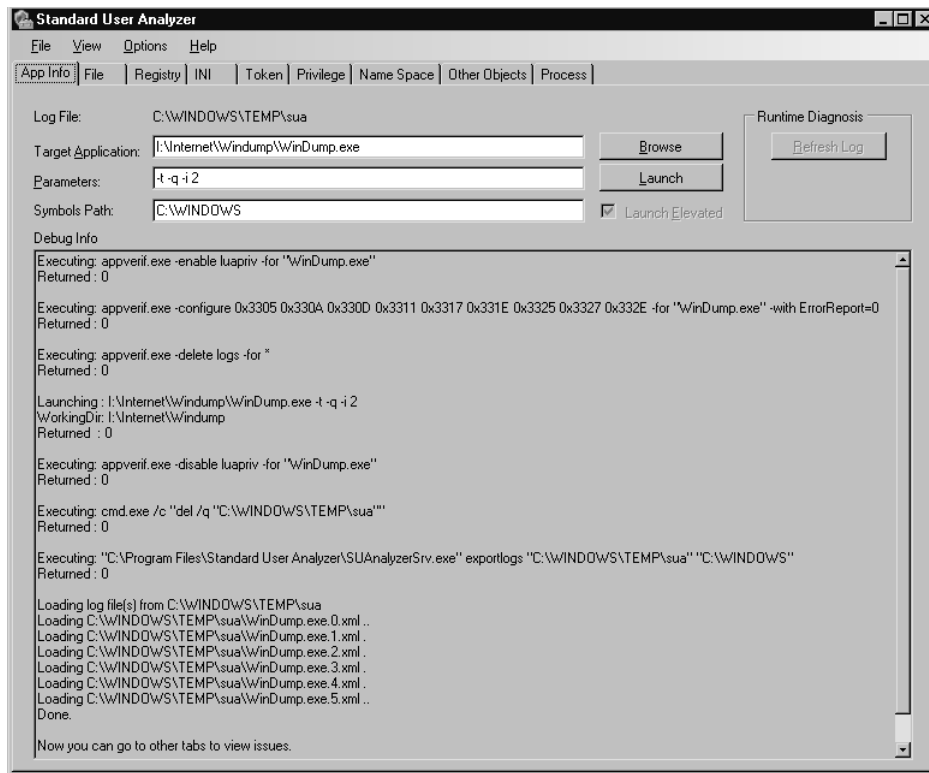 Standard User Analyzer
File View Options Help
App Info File Registry INI Token Privilege Name Space Other Objects Process
Log File: C:\WINDOWS\TEMP\sua
Runtime Diagnosis
Target Application: I:\Internet\Windump\WinDump.exe Browse Refresh Log
Parameters: -t -q -i 2 Launch
Symbols Path: C:\WINDOWS Launch Elevated
Debug Info
Executing: appverif.exe -enable luapriv -for "WinDump.exe"
Returned : 0
Executing: appverif.exe -configure 0x3305 0x330A 0x330D 0x3311 0x3317 0x331E 0x3325 0x3327 0x332E -for "WinDump.exe" -with ErrorReport=0
Returned : 0
Executing: appverif.exe -delete logs -for *
Returned : 0
Launching : I:\Internet\Windump\WinDump.exe -t -q -i 2
WorkingDir: I:\Internet\Windump
Returned : 0
Executing: appverif.exe -disable luapriv -for "WinDump.exe"
Returned : 0
Executing: cmd.exe /c "del /q "C:\WINDOWS\TEMP\sua""
Returned : 0
Executing: "C:\Program Files\Standard User Analyzer\SUAnalyzerSrv.exe" exportlogs "C:\WINDOWS\TEMP\sua" "C:\WINDOWS"
Returned : 0
Loading log file(s) from C:\WINDOWS\TEMP\sua
Loading C:\WINDOWS\TEMP\sua\WinDump.exe.0.xml ..
Loading C:\WINDOWS\TEMP\sua\WinDump.exe.1.xml .
Loading C:\WINDOWS\TEMP\sua\WinDump.exe.2.xml .
Loading C:\WINDOWS\TEMP\sua\WinDump.exe.3.xml .
Loading C:\WINDOWS\TEMP\sua\WinDump.exe.4.xml .
Loading C:\WINDOWS\TEMP\sua\WinDump.exe.5.xml ..
Done.
Now you can go to other tabs to view issues.